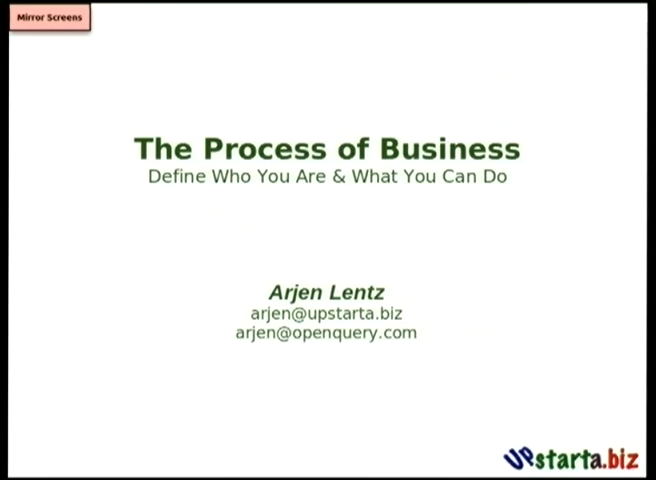 Mirror Screens
The Process of Business
Define Who You Are & What You Can Do
Arjen Lentz
arjen@upstarta.biz
arjen@openquery.com
upstarta.biz